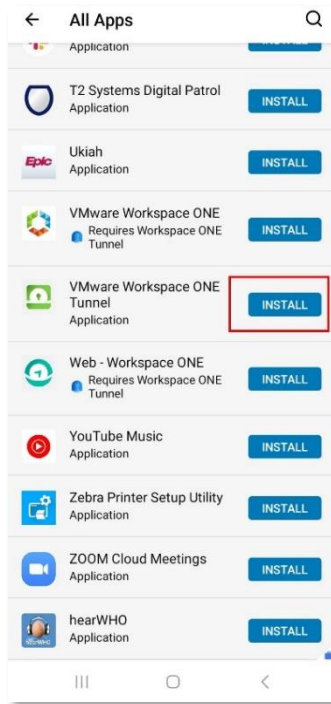 All Apps
Application
T2 Systems Digital Patrol
Application
INSTALL
Epic
Ukiah
Application
INSTALL
VMware Workspace ONE
Requires Workspace ONE
Tunnel
INSTALL
VMware Workspace ONE
Tunnel
Application
INSTALL
Web - Workspace ONE
Requires Workspace ONE
Tunnel
INSTALL
YouTube Music
Application
INSTALL
Zebra Printer Setup Utility
Application
INSTALL
ZOOM Cloud Meetings
Application
INSTALL
hearWHO
Application
INSTALL